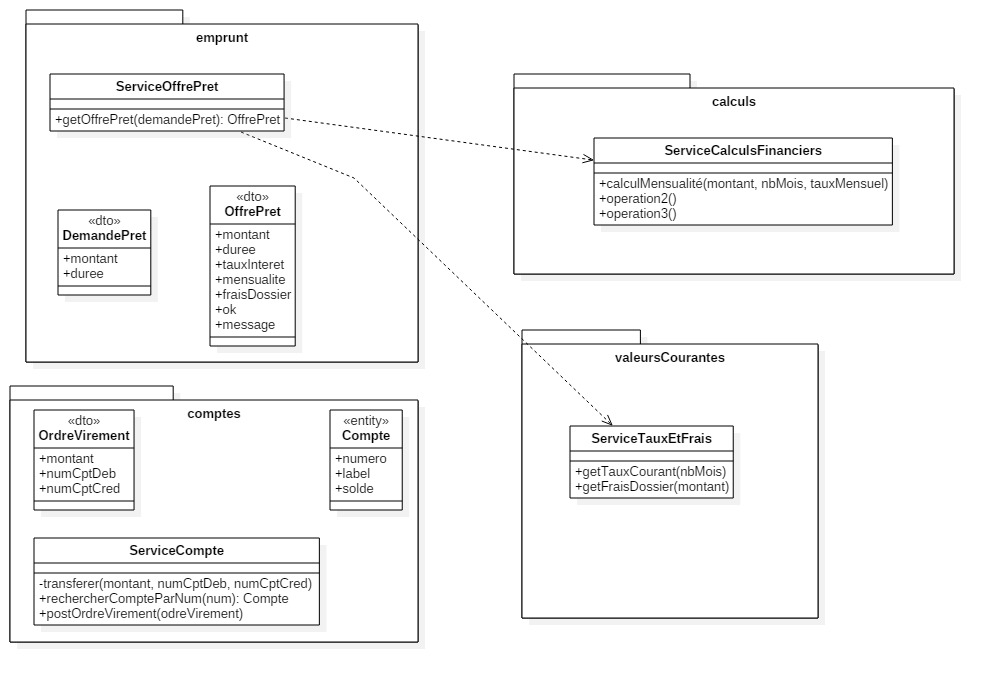 emprunt
ServiceOffrePret
+getOffrePret(demandePret): OffrePret
«dto»
DemandePret
+montant
+duree
«dto»
OffrePret
+montant
+duree
+tauxInteret
+mensualite
+fraisDossier
+ok
+message
calculs
ServiceCalculsFinanciers
+calculMensualité(montant, nbMois, tauxMensuel)
+operation2()
+operation3()
comptes
«dto»
OrdreVirement
+montant
+numCptDeb
+numCptCred
«entity»
Compte
+numero
+label
+solde
ServiceCompte
-transferer(montant, numCptDeb, numCptCred)
+rechercherCompteParNum(num): Compte
+postOrdreVirement(odreVirement)
valeursCourantes
ServiceTauxEtFrais
+getTauxCourant(nbMois)
+getFraisDossier(montant)